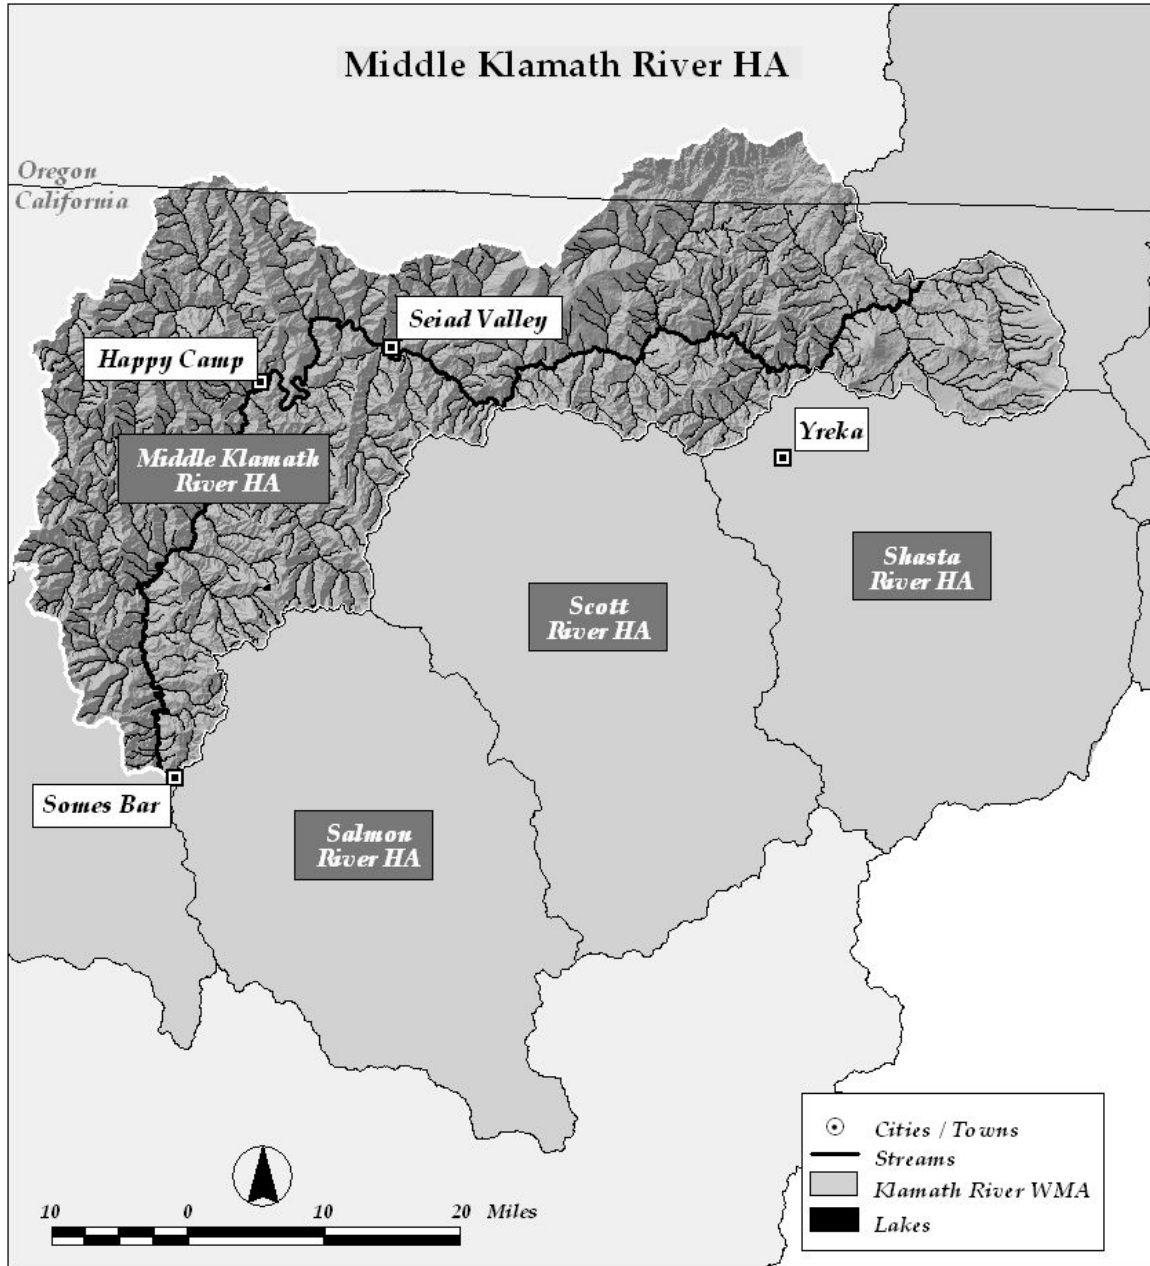 Middle Klamath River HA
Oregon
California
Seiad Valley
Happy Camp
Yreka
Middle Klamath
River HA
Shasta
River HA
Scott
River HA
Somes Bar
Salmon
River HA
Cities / Towns
Streams
Klamath River WMA
Lakes
10 0 10 20 Miles